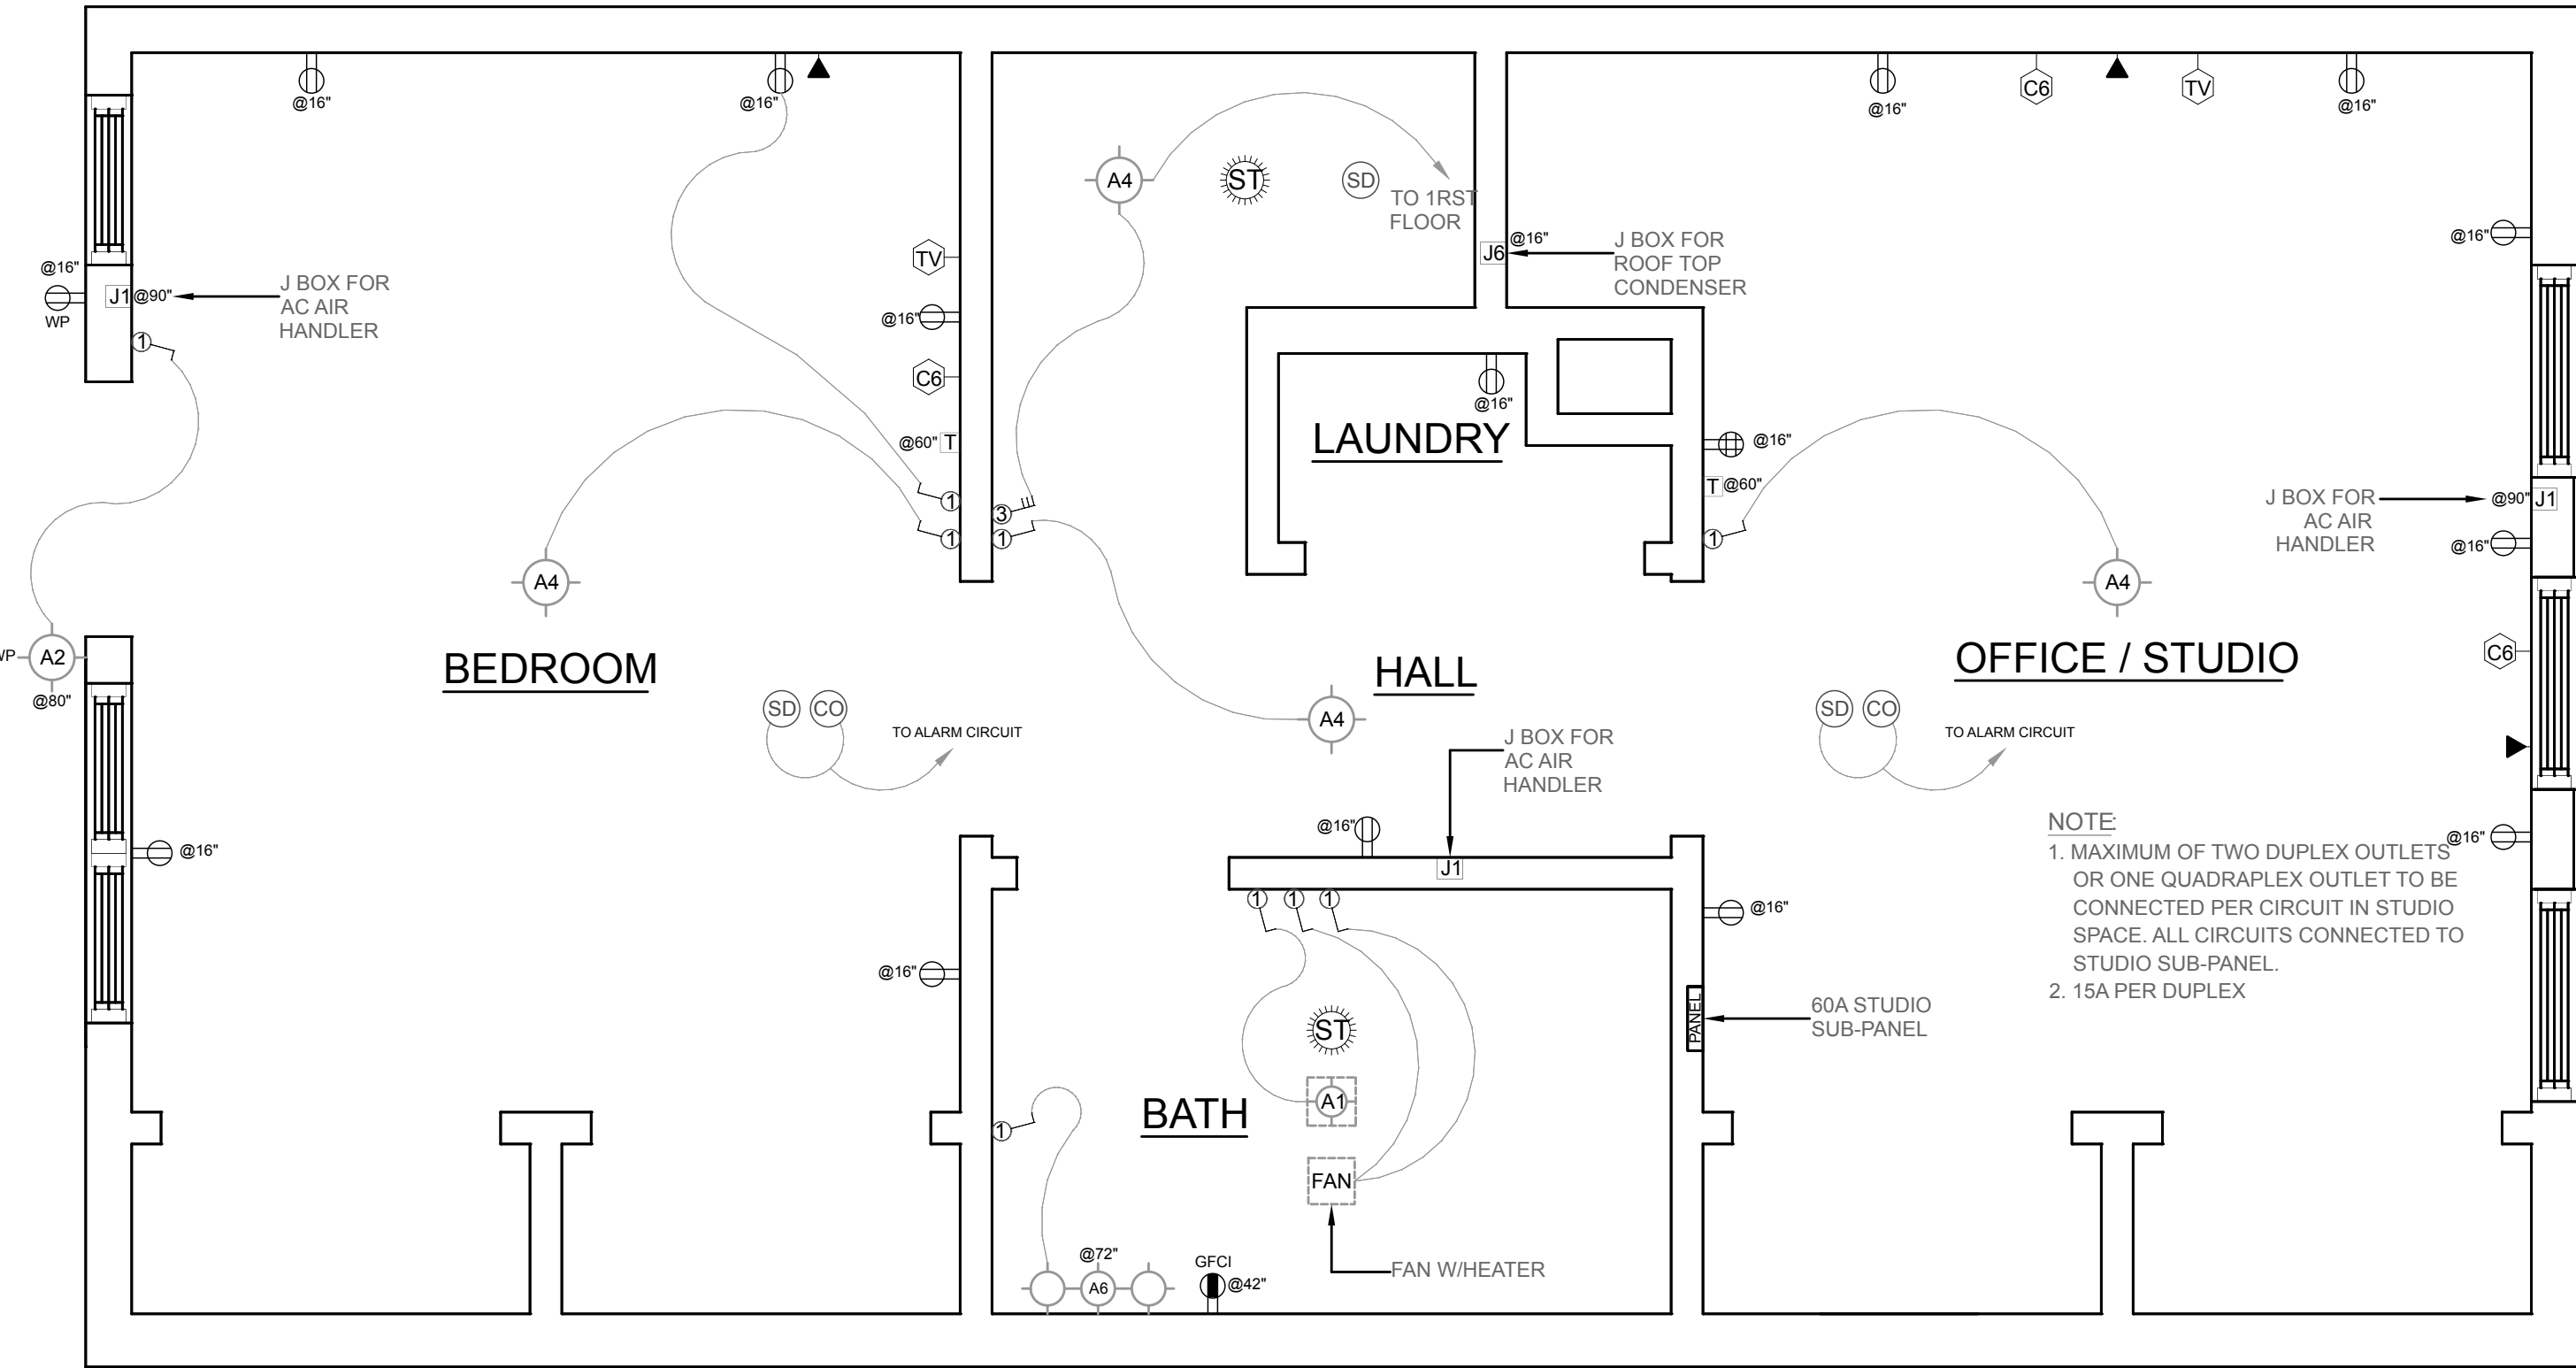 @16"
@16"
@16"
C6
TV
@16"
A4
ST
SD
TO 1RST
FLOOR
@16"
WP
J1
@90"
J BOX FOR
AC AIR
HANDLER
1
TV
@16"
C6
@60"
T
1
1
3
1
J6
@16"
J BOX FOR
ROOF TOP
CONDENSER
@16"
@16"
LAUNDRY
@16"
T
@60"
1
J BOX FOR
AC AIR
HANDLER
@90"
J1
@16"
A4
A4
WP
A2
@80"
BEDROOM
HALL
OFFICE / STUDIO
C6
SD
CO
TO ALARM CIRCUIT
A4
SD
CO
TO ALARM CIRCUIT
J BOX FOR
AC AIR
HANDLER
@16"
J1
@16"
@16"
NOTE:
1. MAXIMUM OF TWO DUPLEX OUTLETS
OR ONE QUADRAPLEX OUTLET TO BE
CONNECTED PER CIRCUIT IN STUDIO
SPACE. ALL CIRCUITS CONNECTED TO
STUDIO SUB-PANEL.
2. 15A PER DUPLEX
1
1
1
@16"
@16"
PANEL
60A STUDIO
SUB-PANEL
ST
A1
BATH
1
FAN
FAN W/HEATER
@72"
A6
GFCI
@42"